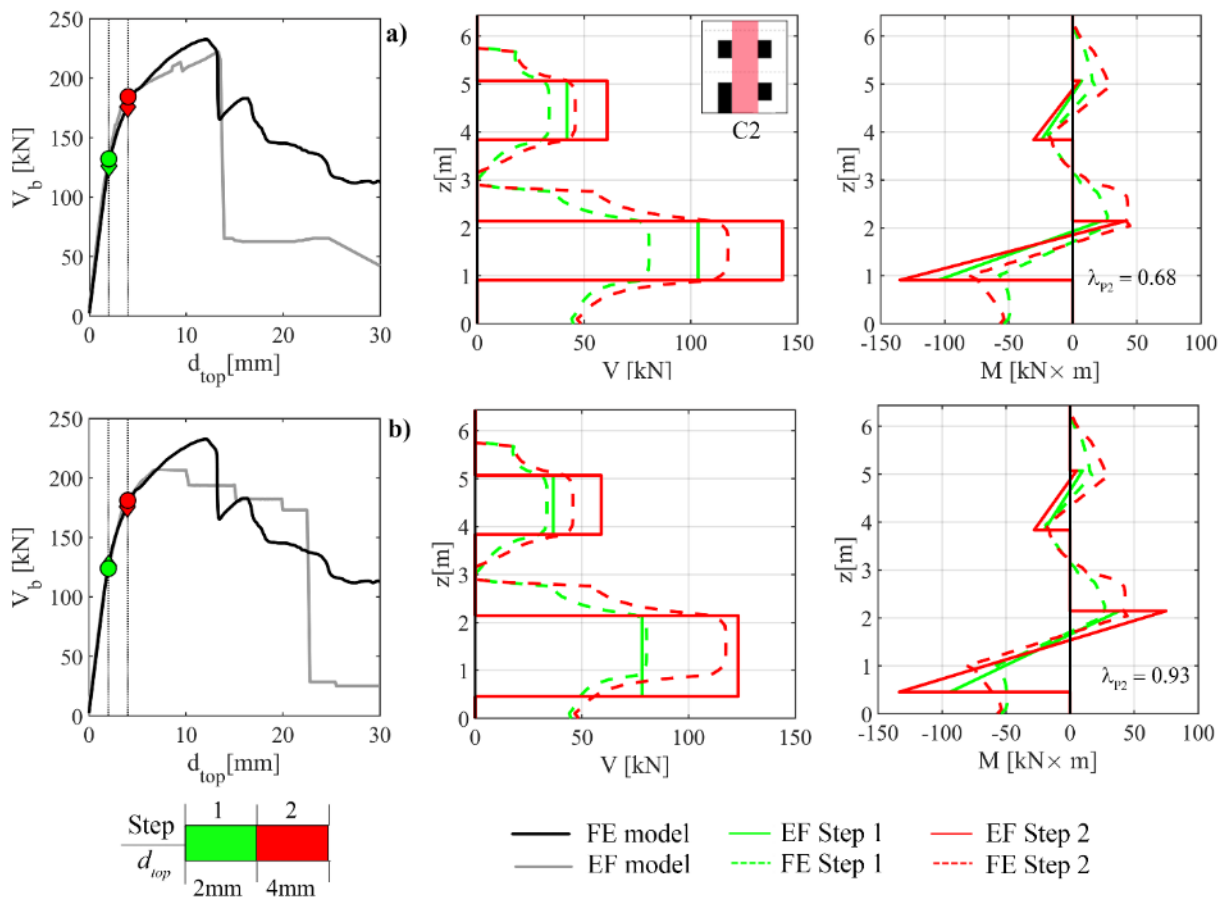 a)
250
200
150
100
50
0
V_b [kN]
0 10 20 30
d_top[mm]
6
5
4
3
2
1
0
z[m]
0 50 100 150
V [kN]
C2
6
5
4
3
2
1
0
z[m]
λ_P2 = 0.68
-150 -100 -50 0 50 100
M [kN× m]
b)
250
200
150
100
50
0
V_b [kN]
0 10 20 30
d_top[mm]
6
5
4
3
2
1
0
z[m]
0 50 100 150
V [kN]
6
5
4
3
2
1
0
z[m]
λ_P2 = 0.93
-150 -100 -50 0 50 100
M [kN× m]
Step 1 2
d_top 2mm 4mm
FE model EF Step 1 EF Step 2
EF model FE Step 1 FE Step 2